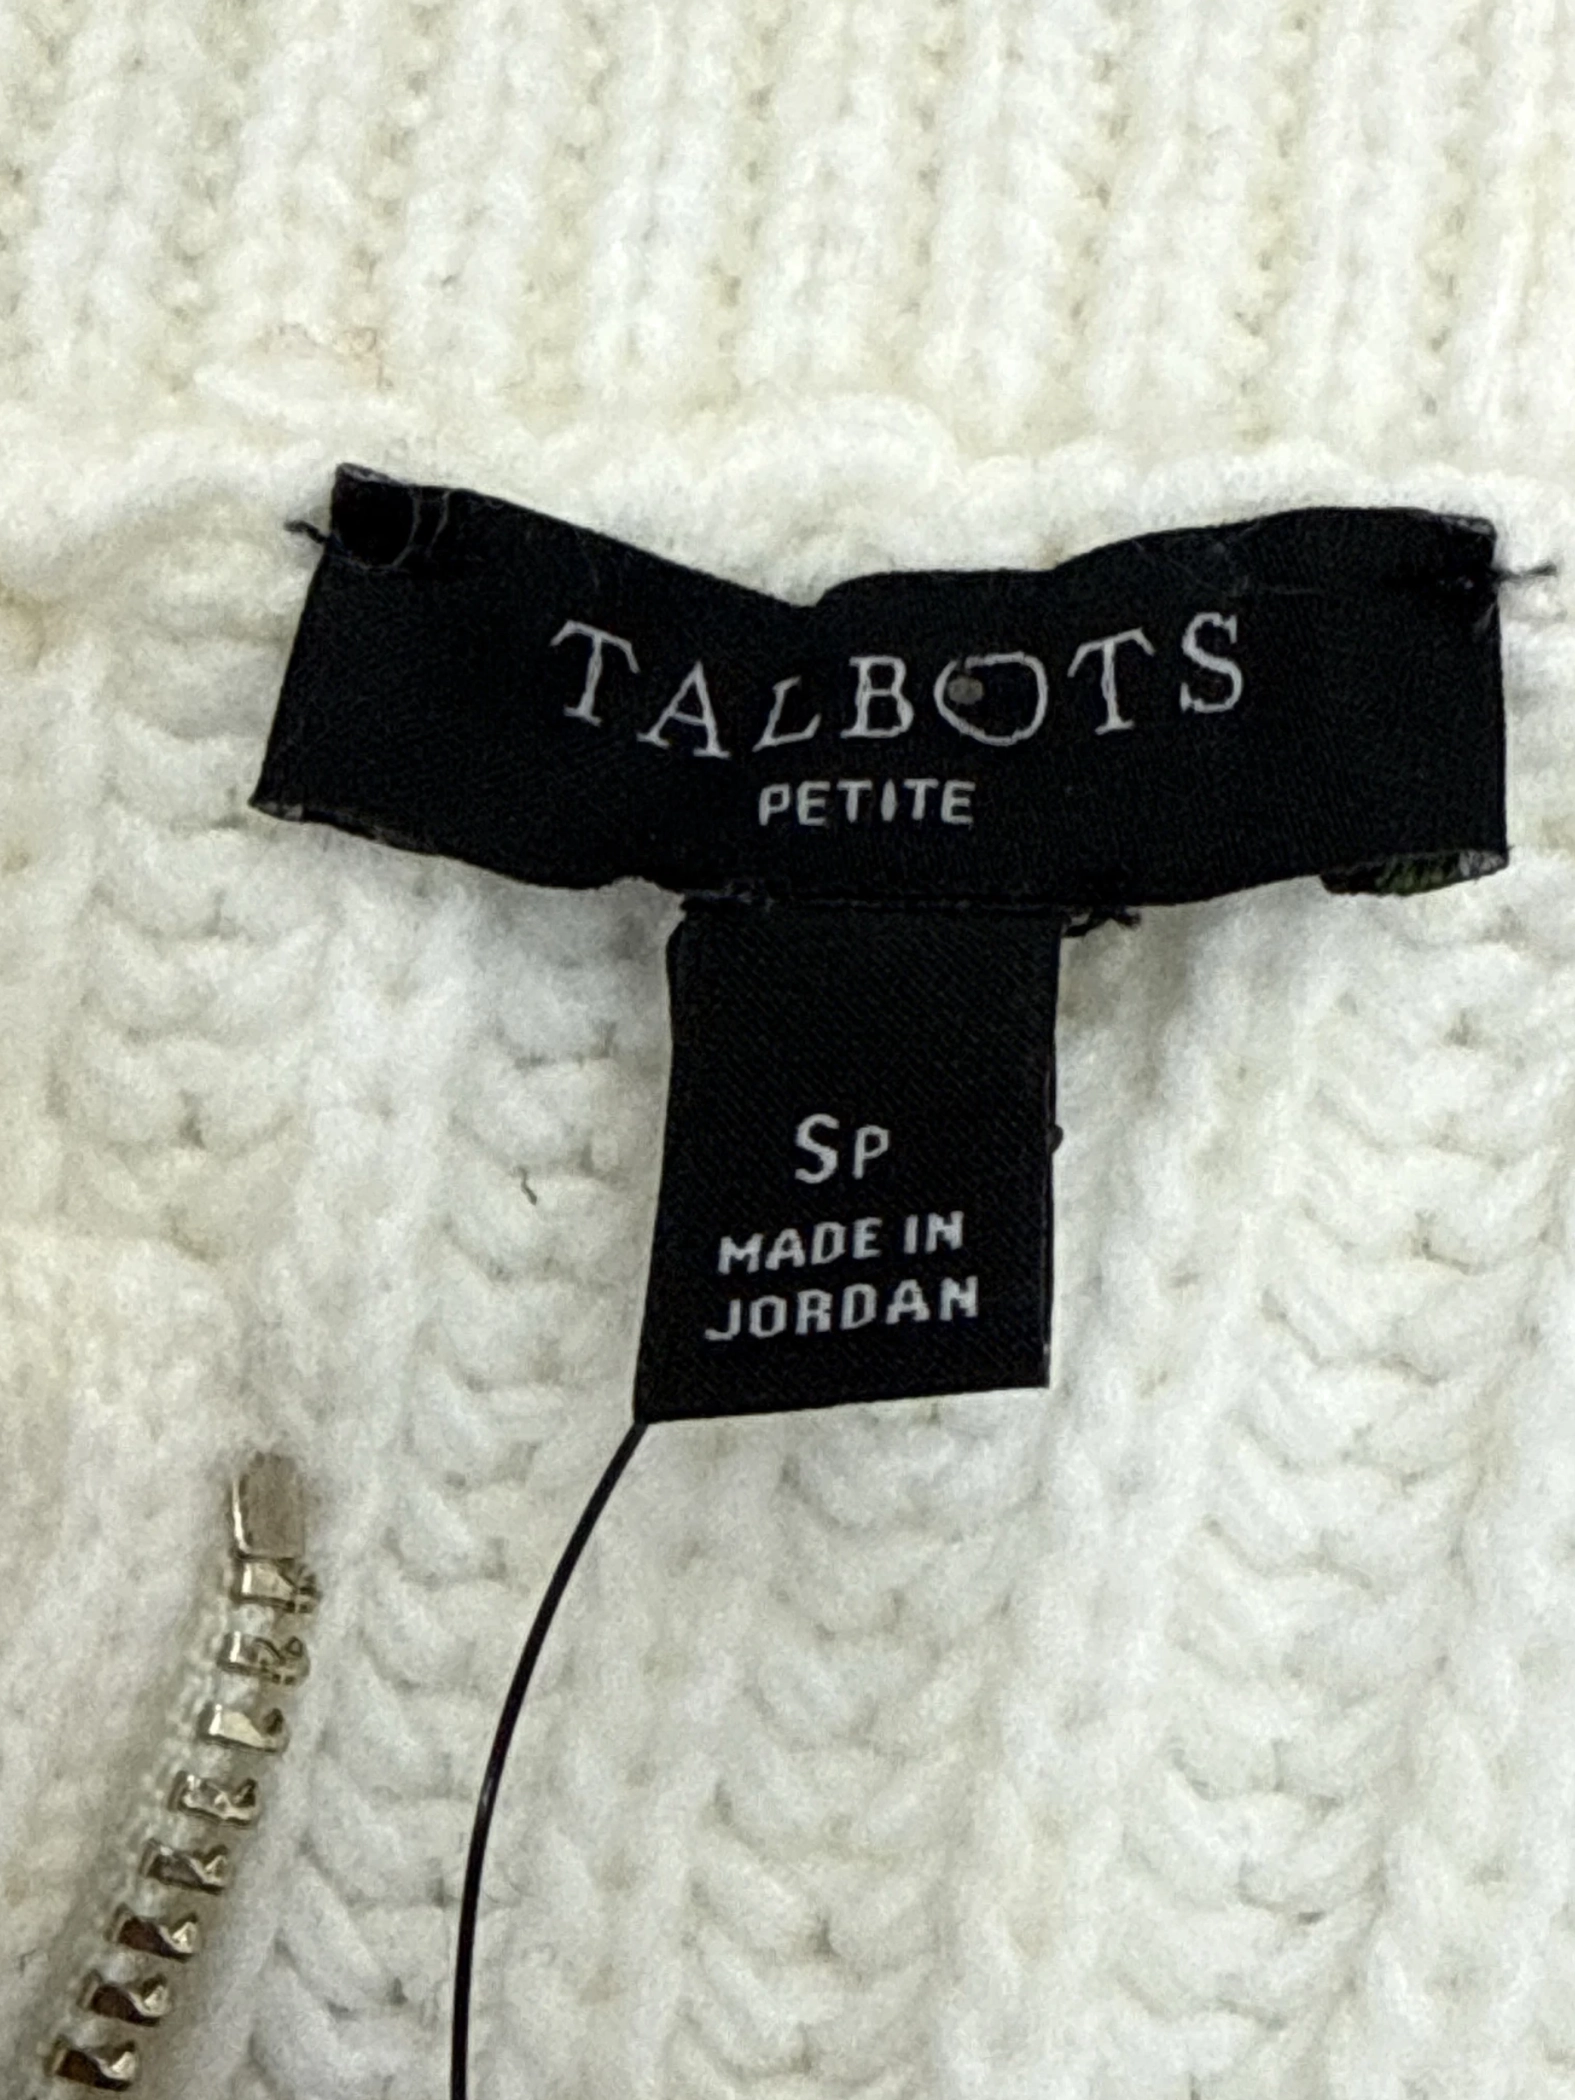 TALBOTS
PETITE
SP
MADE IN
JORDAN